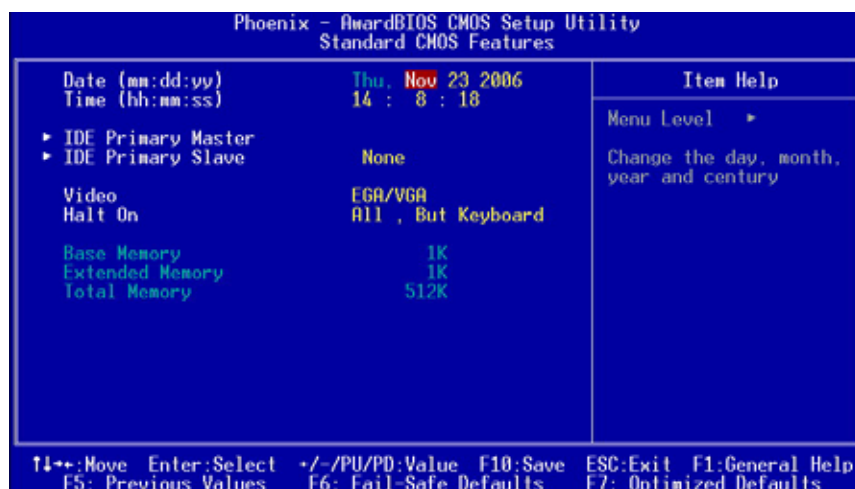 Phoenix - AwardBIOS CMOS Setup Utility
Standard CMOS Features
Date (mm:dd:yy) Thu, Nov 23 2006
Time (hh:mm:ss) 14 : 8 : 18
► IDE Primary Master
► IDE Primary Slave None
Video EGA/VGA
Halt On All , But Keyboard
Base Memory 1K
Extended Memory 1K
Total Memory 512K
Item Help
Menu Level ►
Change the day, month,
year and century
↑↓→←:Move Enter:Select +/-/PU/PD:Value F10:Save ESC:Exit F1:General Help
F5: Previous Values F6: Fail-Safe Defaults F7: Optimized Defaults